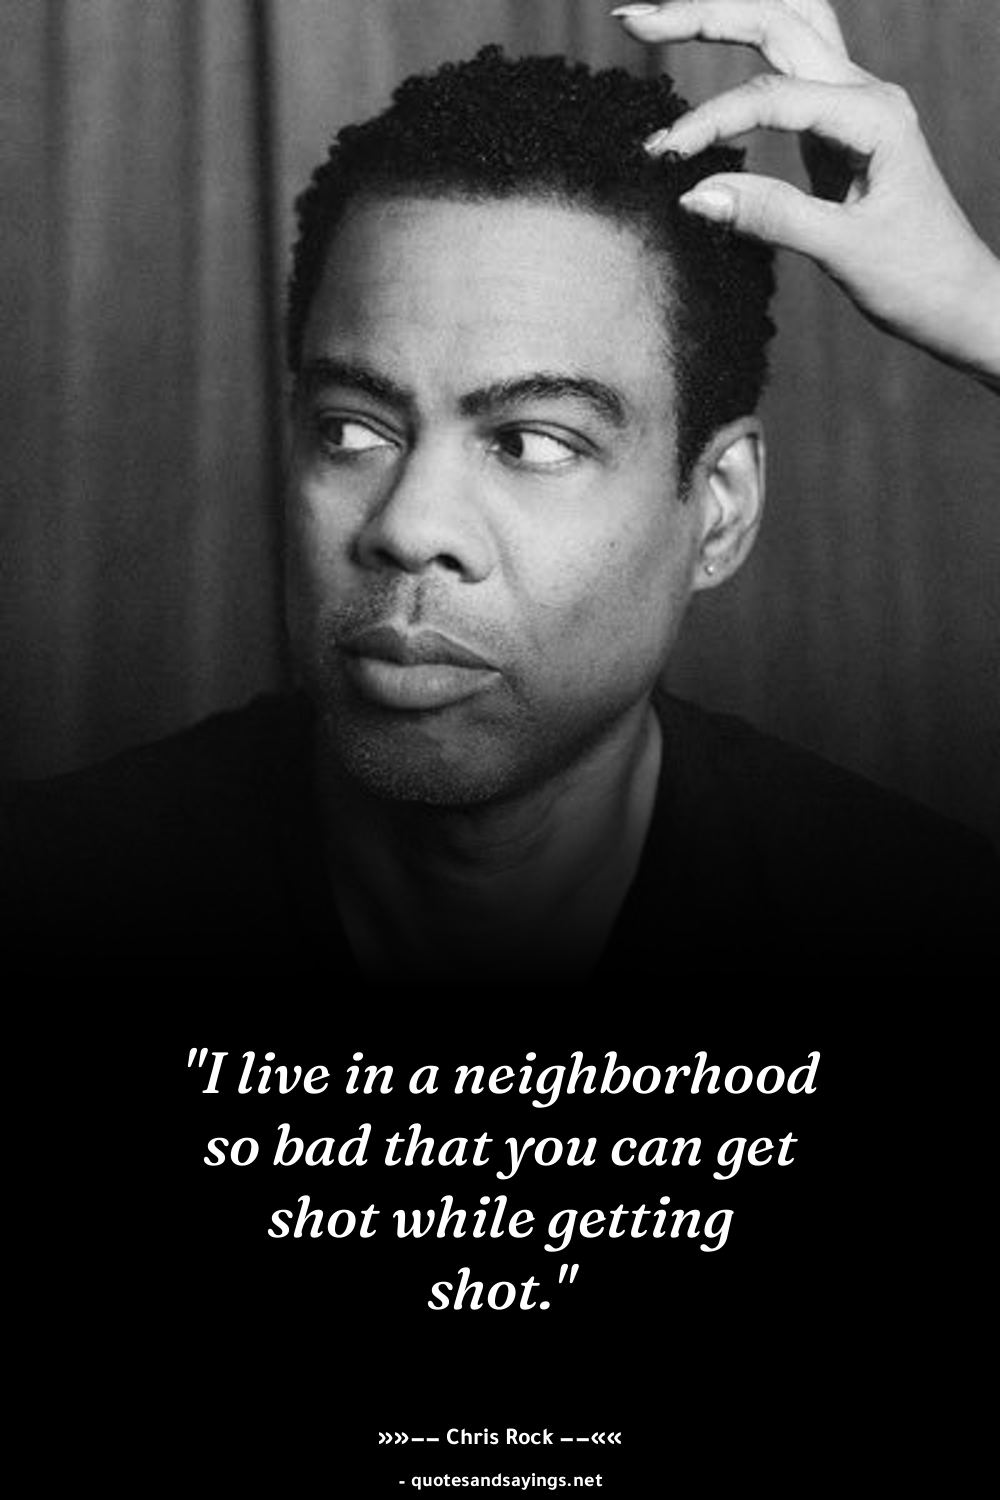 "I live in a neighborhood
so bad that you can get
shot while getting
shot."
»»–– Chris Rock ––««
- quotesandsayings.net